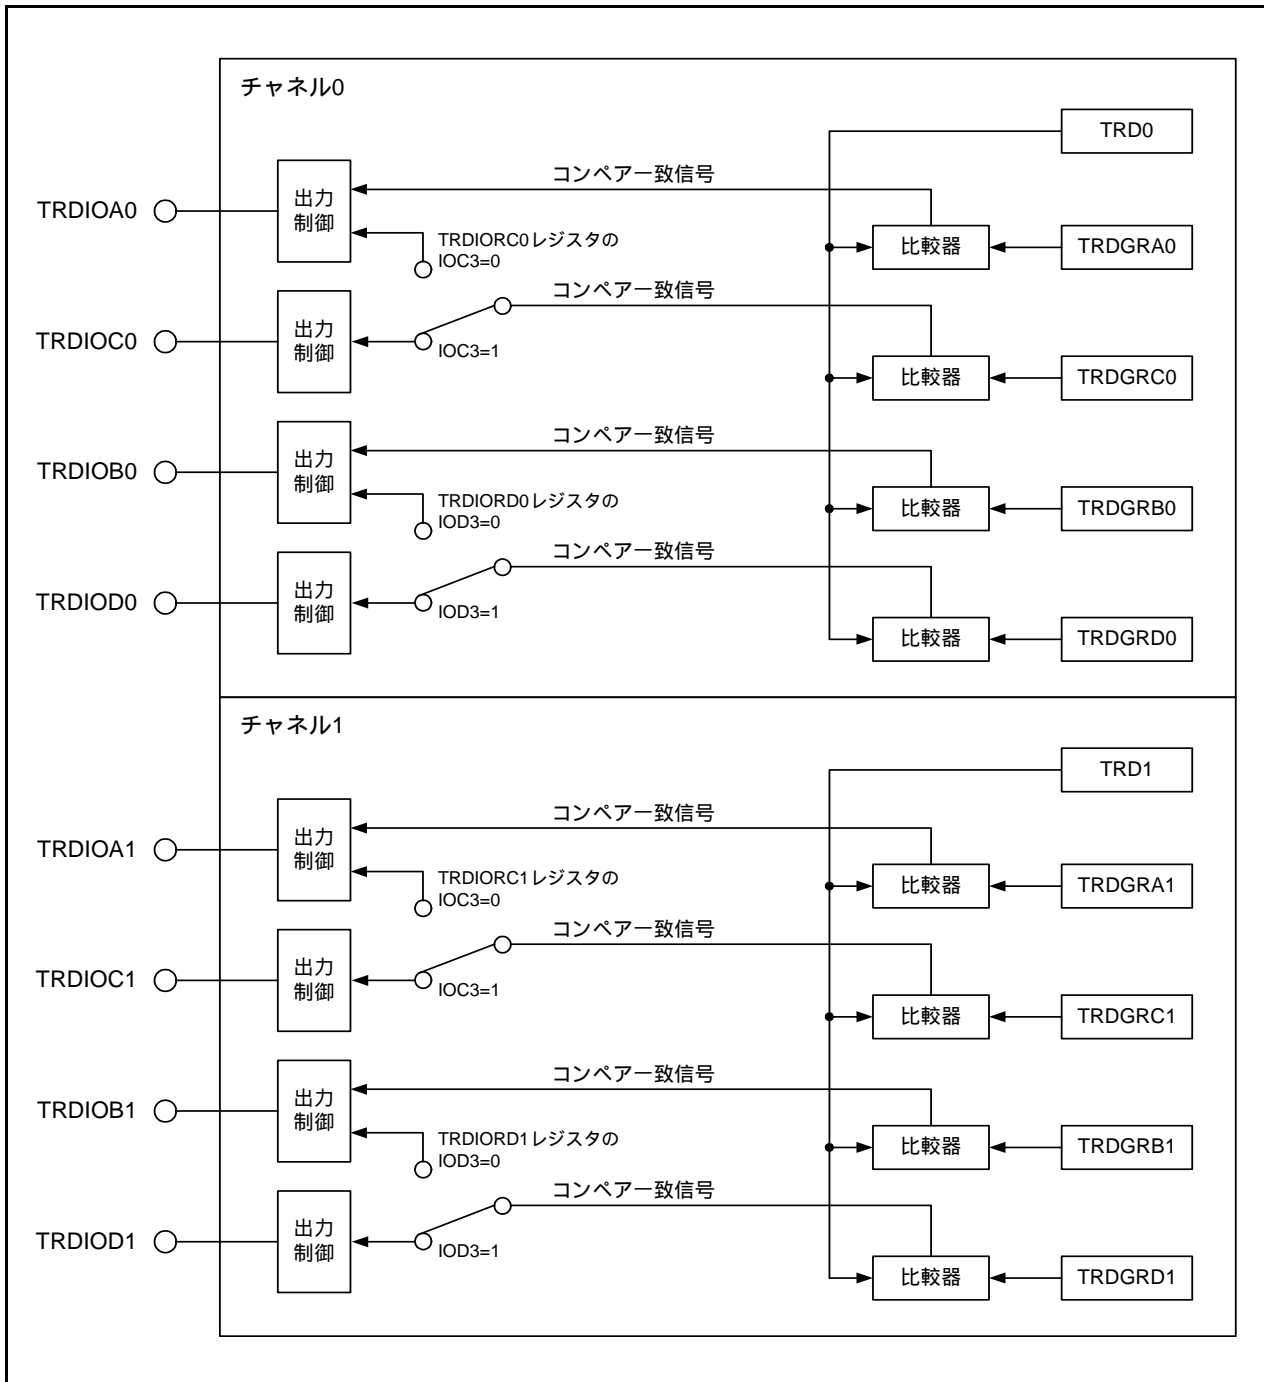 チャネル0
TRD0
コンペア一致信号
出力
制御
TRDIOA0
TRDIORC0レジスタの
IOC3=0
比較器
TRDGRA0
コンペア一致信号
出力
制御
TRDIOC0
IOC3=1
比較器
TRDGRC0
コンペア一致信号
出力
制御
TRDIOB0
TRDIORD0レジスタの
IOD3=0
比較器
TRDGRB0
コンペア一致信号
出力
制御
TRDIOD0
IOD3=1
比較器
TRDGRD0
チャネル1
TRD1
コンペア一致信号
出力
制御
TRDIOA1
TRDIORC1レジスタの
IOC3=0
比較器
TRDGRA1
コンペア一致信号
出力
制御
TRDIOC1
IOC3=1
比較器
TRDGRC1
コンペア一致信号
出力
制御
TRDIOB1
TRDIORD1レジスタの
IOD3=0
比較器
TRDGRB1
コンペア一致信号
出力
制御
TRDIOD1
IOD3=1
比較器
TRDGRD1